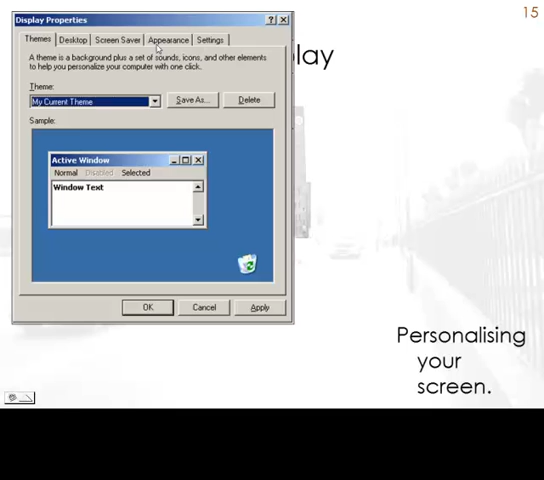 15
Display Properties
Themes Desktop Screen Saver Appearance Settings
lay
A theme is a background plus a set of sounds, icons, and other elements
to help you personalize your computer with one click.
Theme:
My Current Theme
Save As...
Delete
Sample:
Active Window
Normal Disabled Selected
Window Text
OK Cancel Apply
Personalising
your
screen.